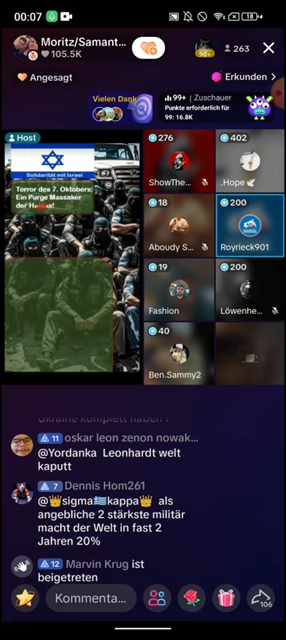 00:07
18
Moritz/Samant...
105.5K
263
Angesagt
Erkunden >
Vielen Dank
99+ | Zuschauer
Punkte erforderlich für
99: 16.8K
Host
Solidarität mit Israel
Terror des 7. Oktobers:
Ein Purge Massaker
der Hamas!
276
ShowThe...
402
.Hope
18
Aboudy S...
200
Royrieck901
19
Fashion
200
Löwenhe...
40
Ben.Sammy2
Ukraine komplett haben !
11 oskar leon zenon nowak...
@Yordanka Leonhardt welt
kaputt
7 Dennis Hom261
@👑sigma🇬🇷kappa👑 als
angebliche 2 stärkste militär
macht der Welt in fast 2
Jahren 20%
12 Marvin Krug ist
beigetreten
Kommenta...
106